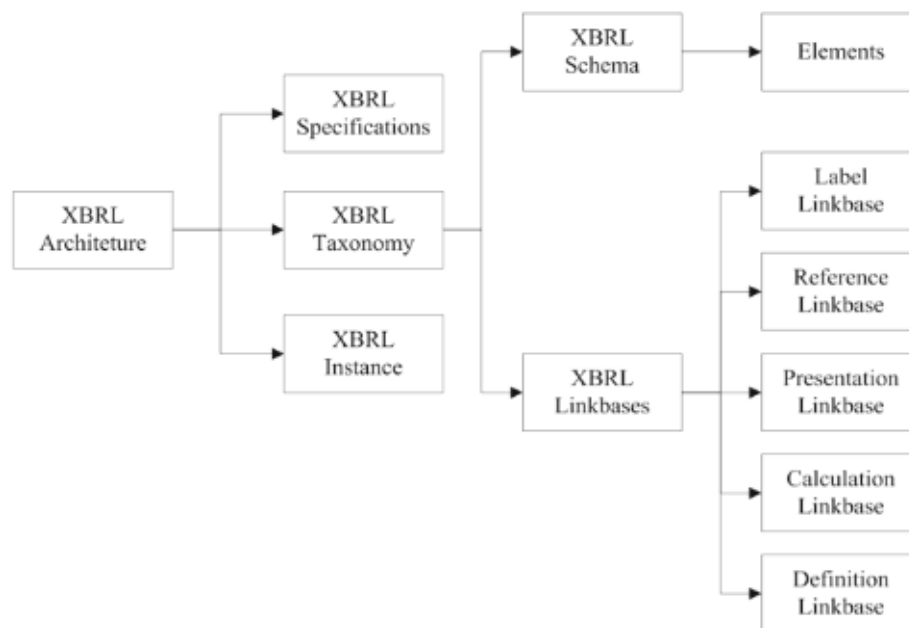 XBRL
Architeture
XBRL
Specifications
XBRL
Taxonomy
XBRL
Instance
XBRL
Schema
XBRL
Linkbases
Elements
Label
Linkbase
Reference
Linkbase
Presentation
Linkbase
Calculation
Linkbase
Definition
Linkbase